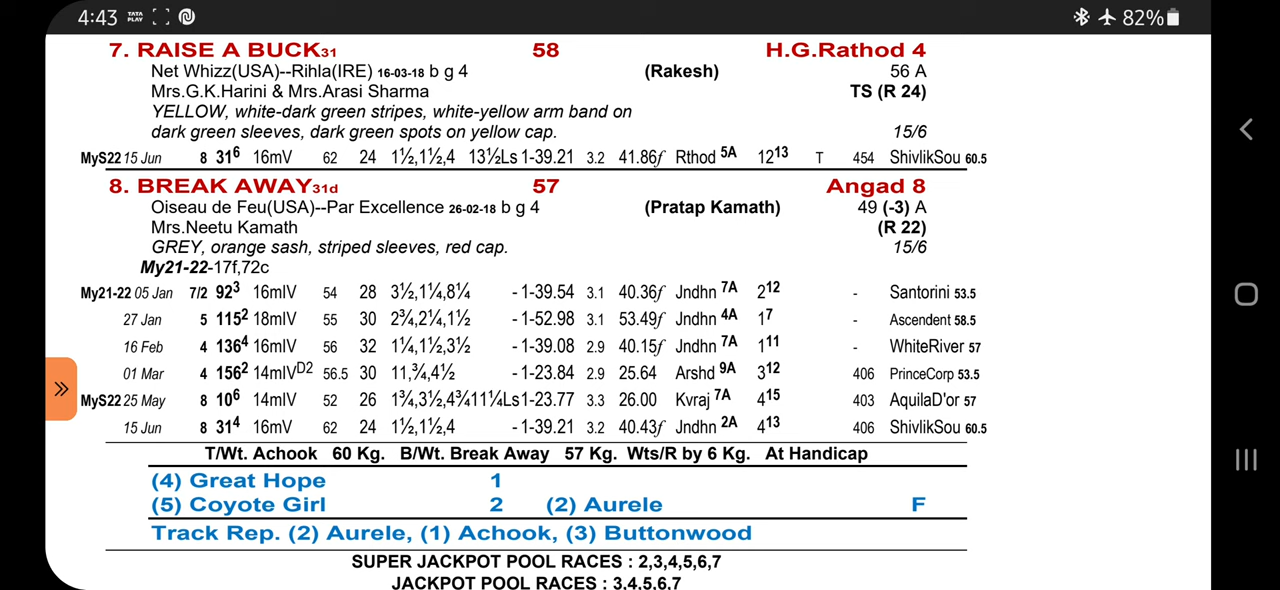 4:43 TATA PLAY 82%
7. RAISE A BUCK31 58 H.G.Rathod 4
Net Whizz(USA)--Rihla(IRE) 16-03-18 b g 4 (Rakesh) 56 A
Mrs.G.K.Harini & Mrs.Arasi Sharma TS (R 24)
YELLOW, white-dark green stripes, white-yellow arm band on
dark green sleeves, dark green spots on yellow cap. 15/6
MyS22 15 Jun 8 31⁶ 16mV 62 24 1½,1½,4 13½Ls 1-39.21 3.2 41.86f Rthod 5A 12¹³ T 454 ShivlikSou 60.5
8. BREAK AWAY31d 57 Angad 8
Oiseau de Feu(USA)--Par Excellence 26-02-18 b g 4 (Pratap Kamath) 49 (-3) A
Mrs.Neetu Kamath (R 22)
GREY, orange sash, striped sleeves, red cap. 15/6
My21-22-17f,72c
My21-22 05 Jan 7/2 92³ 16mIV 54 28 3½,1¼,8¼ - 1-39.54 3.1 40.36f Jndhn 7A 2¹² - Santorini 53.5
27 Jan 5 115² 18mIV 55 30 2¾,2¼,1½ - 1-52.98 3.1 53.49f Jndhn 4A 1⁷ - Ascendent 58.5
16 Feb 4 136⁴ 16mIV 56 32 1¼,1½,3½ - 1-39.08 2.9 40.15f Jndhn 7A 1¹¹ - WhiteRiver 57
01 Mar 4 156² 14mIV D2 56.5 30 11,¾,4½ - 1-23.84 2.9 25.64 Arshd 9A 3¹² 406 PrinceCorp 53.5
MyS22 25 May 8 10⁶ 14mIV 52 26 1¾,3½,4¾ 11¼Ls 1-23.77 3.3 26.00 Kvraj 7A 4¹⁵ 403 AquilaD'or 57
15 Jun 8 31⁴ 16mV 62 24 1½,1½,4 - 1-39.21 3.2 40.43f Jndhn 2A 4¹³ 406 ShivlikSou 60.5
T/Wt. Achook 60 Kg. B/Wt. Break Away 57 Kg. Wts/R by 6 Kg. At Handicap
(4) Great Hope 1
(5) Coyote Girl 2 (2) Aurele F
Track Rep. (2) Aurele, (1) Achook, (3) Buttonwood
SUPER JACKPOT POOL RACES : 2,3,4,5,6,7
JACKPOT POOL RACES : 3,4,5,6,7